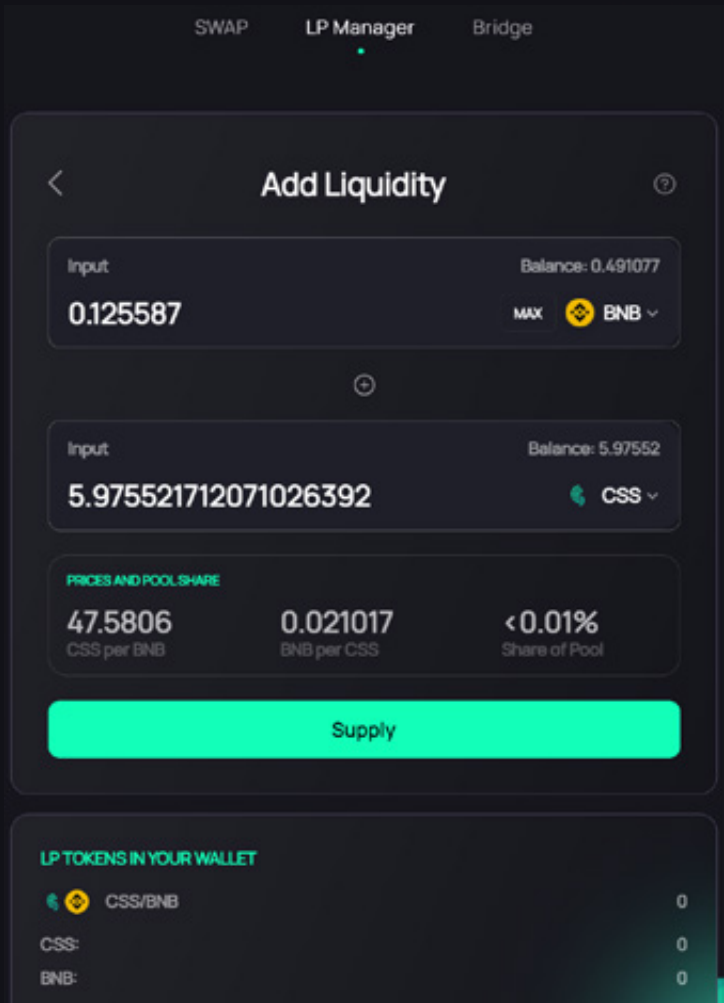 SWAP LP Manager Bridge
Add Liquidity
Input Balance: 0.491077
0.125587 MAX BNB
Input Balance: 5.97552
5.975521712071026392 CSS
PRICES AND POOL SHARE
47.5806 0.021017 <0.01%
CSS per BNB BNB per CSS Share of Pool
Supply
LP TOKENS IN YOUR WALLET
CSS/BNB 0
CSS: 0
BNB: 0